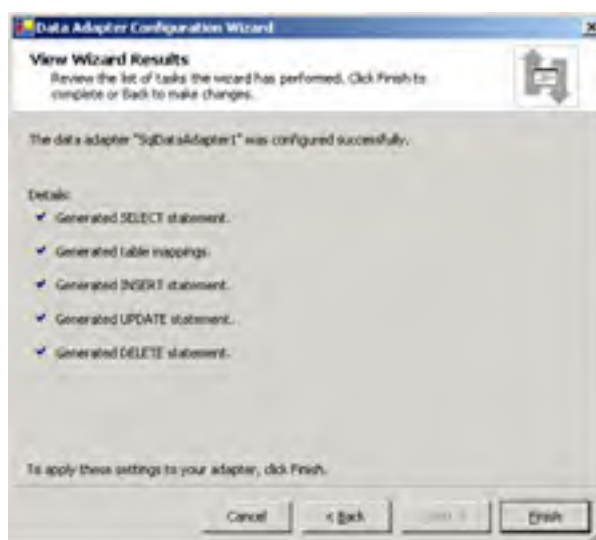 Data Adapter Configuration Wizard
View Wizard Results
Review the list of tasks the wizard has performed. Click Finish to
complete or Back to make changes.
The data adapter "SqlDataAdapter1" was configured successfully.
Details:
Generated SELECT statement.
Generated table mappings.
Generated INSERT statement.
Generated UPDATE statement.
Generated DELETE statement.
To apply these settings to your adapter, click Finish.
Cancel
< Back
Finish